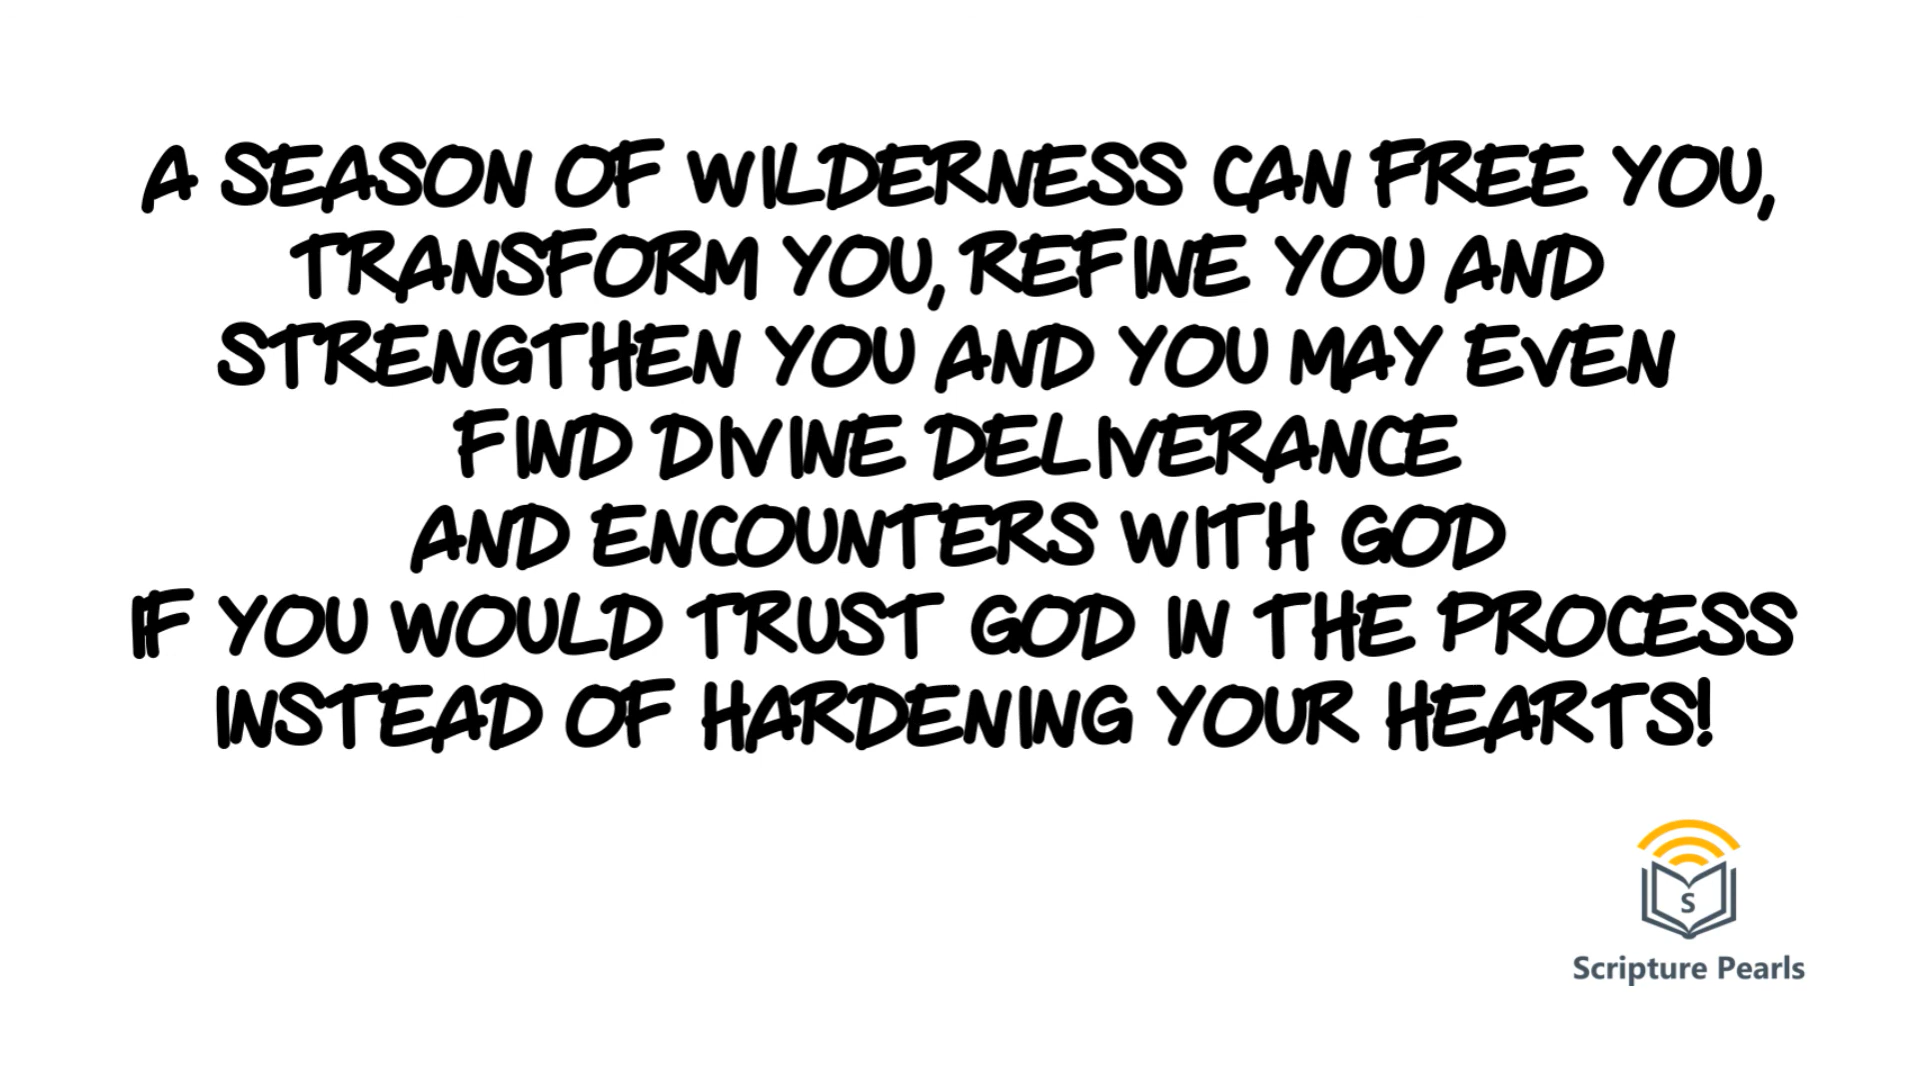 A SEASON OF WILDERNESS CAN FREE YOU,
TRANSFORM YOU, REFINE YOU AND
STRENGTHEN YOU AND YOU MAY EVEN
FIND DIVINE DELIVERANCE
AND ENCOUNTERS WITH GOD
IF YOU WOULD TRUST GOD IN THE PROCESS
INSTEAD OF HARDENING YOUR HEARTS!
S
Scripture Pearls